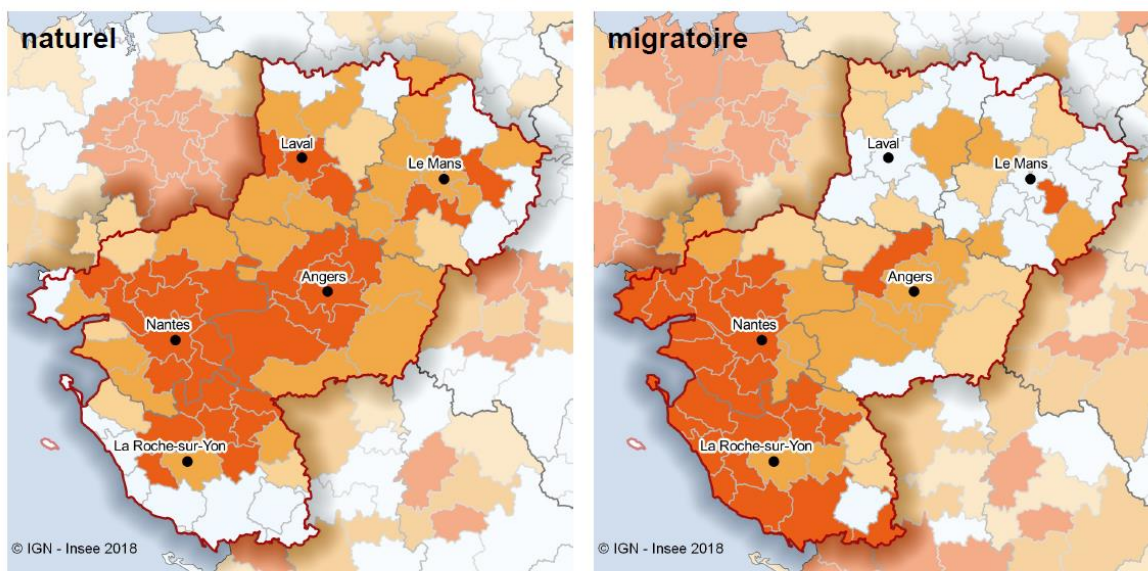 naturel
Laval
Le Mans
Angers
Nantes
La Roche-sur-Yon
© IGN - Insee 2018
migratoire
Laval
Le Mans
Angers
Nantes
La Roche-sur-Yon
© IGN - Insee 2018